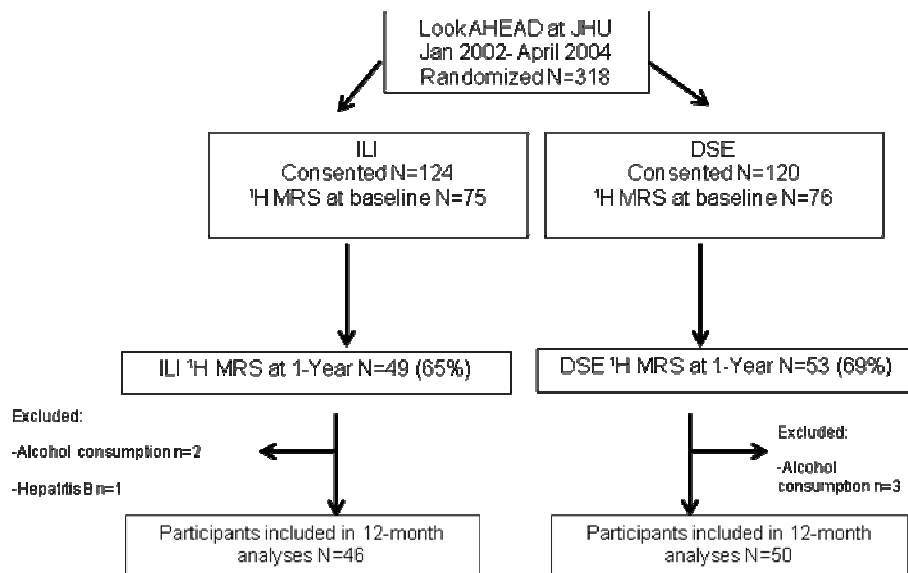 Look AHEAD at JHU
Jan 2002- April 2004
Randomized N=318
ILI
Consented N=124
¹H MRS at baseline N=75
DSE
Consented N=120
¹H MRS at baseline N=76
ILI ¹H MRS at 1-Year N=49 (65%)
DSE ¹H MRS at 1-Year N=53 (69%)
Excluded:
-Alcohol consumption n=2
-Hepatitis B n=1
Excluded:
-Alcohol
consumption n=3
Participants included in 12-month
analyses N=46
Participants included in 12-month
analyses N=50